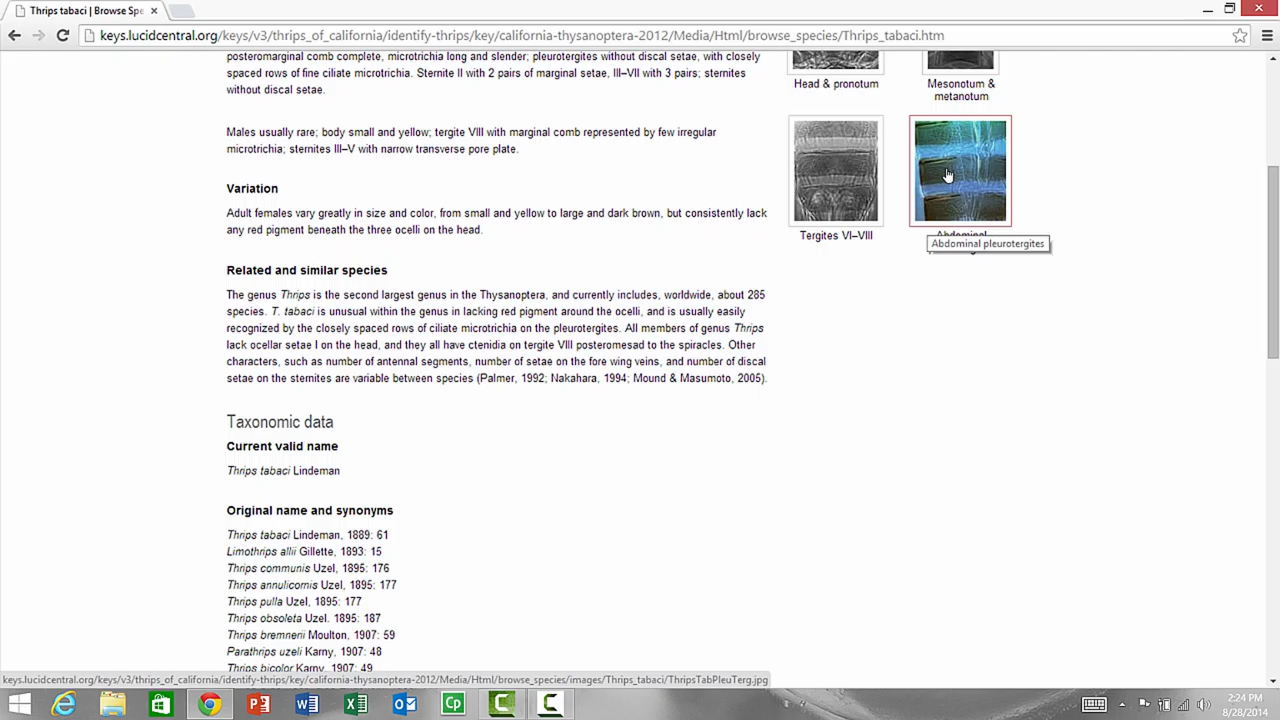 Thrips tabaci | Browse Spe
keys.lucidcentral.org/keys/v3/thrips_of_california/identify-thrips/key/california-thysanoptera-2012/Media/Html/browse_species/Thrips_tabaci.htm
posteromarginal comb complete, microtrichia long and slender; pleurotergites without discal setae, with closely
spaced rows of fine ciliate microtrichia. Sternite II with 2 pairs of marginal setae, III–VII with 3 pairs; sternites
without discal setae.
Males usually rare; body small and yellow; tergite VIII with marginal comb represented by few irregular
microtrichia; sternites III–V with narrow transverse pore plate.
Variation
Adult females vary greatly in size and color, from small and yellow to large and dark brown, but consistently lack
any red pigment beneath the three ocelli on the head.
Related and similar species
The genus Thrips is the second largest genus in the Thysanoptera, and currently includes, worldwide, about 285
species. T. tabaci is unusual within the genus in lacking red pigment around the ocelli, and is usually easily
recognized by the closely spaced rows of ciliate microtrichia on the pleurotergites. All members of genus Thrips
lack ocellar setae I on the head, and they all have ctenidia on tergite VIII posteromesad to the spiracles. Other
characters, such as number of antennal segments, number of setae on the fore wing veins, and number of discal
setae on the sternites are variable between species (Palmer, 1992; Nakahara, 1994; Mound & Masumoto, 2005).
Taxonomic data
Current valid name
Thrips tabaci Lindeman
Original name and synonyms
Thrips tabaci Lindeman, 1889: 61
Limothrips allii Gillette, 1893: 15
Thrips communis Uzel, 1895: 176
Thrips annulicornis Uzel, 1895: 177
Thrips pulla Uzel, 1895: 177
Thrips obsoleta Uzel. 1895: 187
Thrips bremnerii Moulton, 1907: 59
Parathrips uzeli Karny, 1907: 48
Thrips bicolor Karny, 1907: 49
Head & pronotum
Mesonotum &
metanotum
Tergites VI–VIII
Abdominal
Abdominal pleurotergites
keys.lucidcentral.org/keys/v3/thrips_of_california/identify-thrips/key/california-thysanoptera-2012/Media/Html/browse_species/images/Thrips_tabaci/ThripsTabPleuTerg.jpg
2:24 PM
8/28/2014